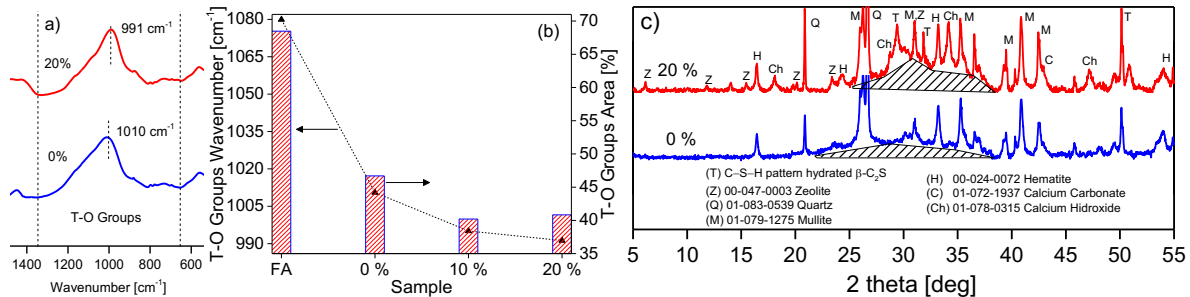 a)
991 cm⁻¹
20%
1010 cm⁻¹
0%
T-O Groups
1400 1200 1000 800 600
Wavenumber [cm⁻¹]
(b)
T-O Groups Wavenumber [cm⁻¹]
1080
1065
1050
1035
1020
1005
990
FA 0 % 10 % 20 %
Sample
70
65
60
55
50
45
40
35
T-O Groups Area [%]
c)
20 %
Z Z Z H Ch Z Q Z H M Q Ch T M Z T H Ch M M M M C Ch T H
0 %
(T) C–S–H pattern hydrated β-C₂S
(Z) 00-047-0003 Zeolite
(Q) 01-083-0539 Quartz
(M) 01-079-1275 Mullite
(H) 00-024-0072 Hematite
(C) 01-072-1937 Calcium Carbonate
(Ch) 01-078-0315 Calcium Hidroxide
5 10 15 20 25 30 35 40 45 50 55
2 theta [deg]